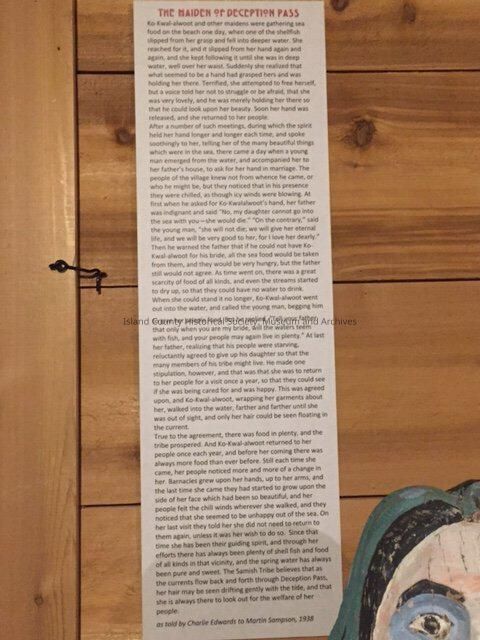 THE MAIDEN OF DECEPTION PASS
Ko-Kwal-alwoot and other maidens were gathering sea
food on the beach one day, when one of the shellfish
slipped from her grasp and fell into deeper water. She
reached for it, and it slipped from her hand again and
again, and she kept following it until she was in deep
water, well over her waist. Suddenly she realized that
what seemed to be a hand had grasped hers and was
holding her there. Terrified, she attempted to free herself,
but a voice told her not to struggle or be afraid, that she
was very lovely, and he was merely holding her there so
that he could look upon her beauty. Soon her hand was
released, and she returned to her people.
After a number of such meetings, during which the spirit
held her hand longer and longer each time, and spoke
soothingly to her, telling her of the many beautiful things
which were in the sea, there came a day when a young
man emerged from the water, and accompanied her to
her father's house, to ask for her hand in marriage. The
people of the village knew not from whence he came, or
who he might be, but they noticed that in his presence
they were chilled, as though icy winds were blowing. At
first when he asked for Ko-Kwalalwoot's hand, her father
was indignant and said "No, my daughter cannot go into
the sea with you—she would die." "On the contrary," said
the young man, "she will not die; we will give her eternal
life, and we will be very good to her, for I love her dearly."
Then he warned the father that if he could not have Ko-
Kwal-alwoot for his bride, all the sea food would be taken
from them, and they would be very hungry, but the father
still would not agree. As time went on, there was a great
scarcity of food of all kinds, and even the streams started
to dry up, so that they could have no water to drink.
When she could stand it no longer, Ko-Kwal-alwoot went
out into the water, and called the young man, begging him
Island County Historical Society Museum and Archives
"Tell your father
that only when you are my bride, will the waters teem
with fish, and your people may again live in plenty." At last
her father, realizing that his people were starving,
reluctantly agreed to give up his daughter so that the
many members of his tribe might live. He made one
stipulation, however, and that was that she was to return
to her people for a visit once a year, so that they could see
if she was being cared for and was happy. This was agreed
upon, and Ko-Kwal-alwoot, wrapping her garments about
her, walked into the water, farther and farther until she
was out of sight, and only her hair could be seen floating in
the current.
True to the agreement, there was food in plenty, and the
tribe prospered. And Ko-Kwal-alwoot returned to her
people once each year, and before her coming there was
always more food than ever before. Still each time she
came, her people noticed more and more of a change in
her. Barnacles grew upon her hands, up to her arms, and
the last time she came they had started to grow upon the
side of her face which had been so beautiful, and her
people felt the chill winds wherever she walked, and they
noticed that she seemed to be unhappy out of the sea. On
her last visit they told her she did not need to return to
them again, unless it was her wish to do so. Since that
time she has been their guiding spirit, and through her
efforts there has always been plenty of shell fish and food
of all kinds in that vicinity, and the spring water has always
been pure and sweet. The Samish Tribe believes that as
the currents flow back and forth through Deception Pass,
her hair may be seen drifting gently with the tide, and that
she is always there to look out for the welfare of her
people.
as told by Charlie Edwards to Martin Sampson, 1938